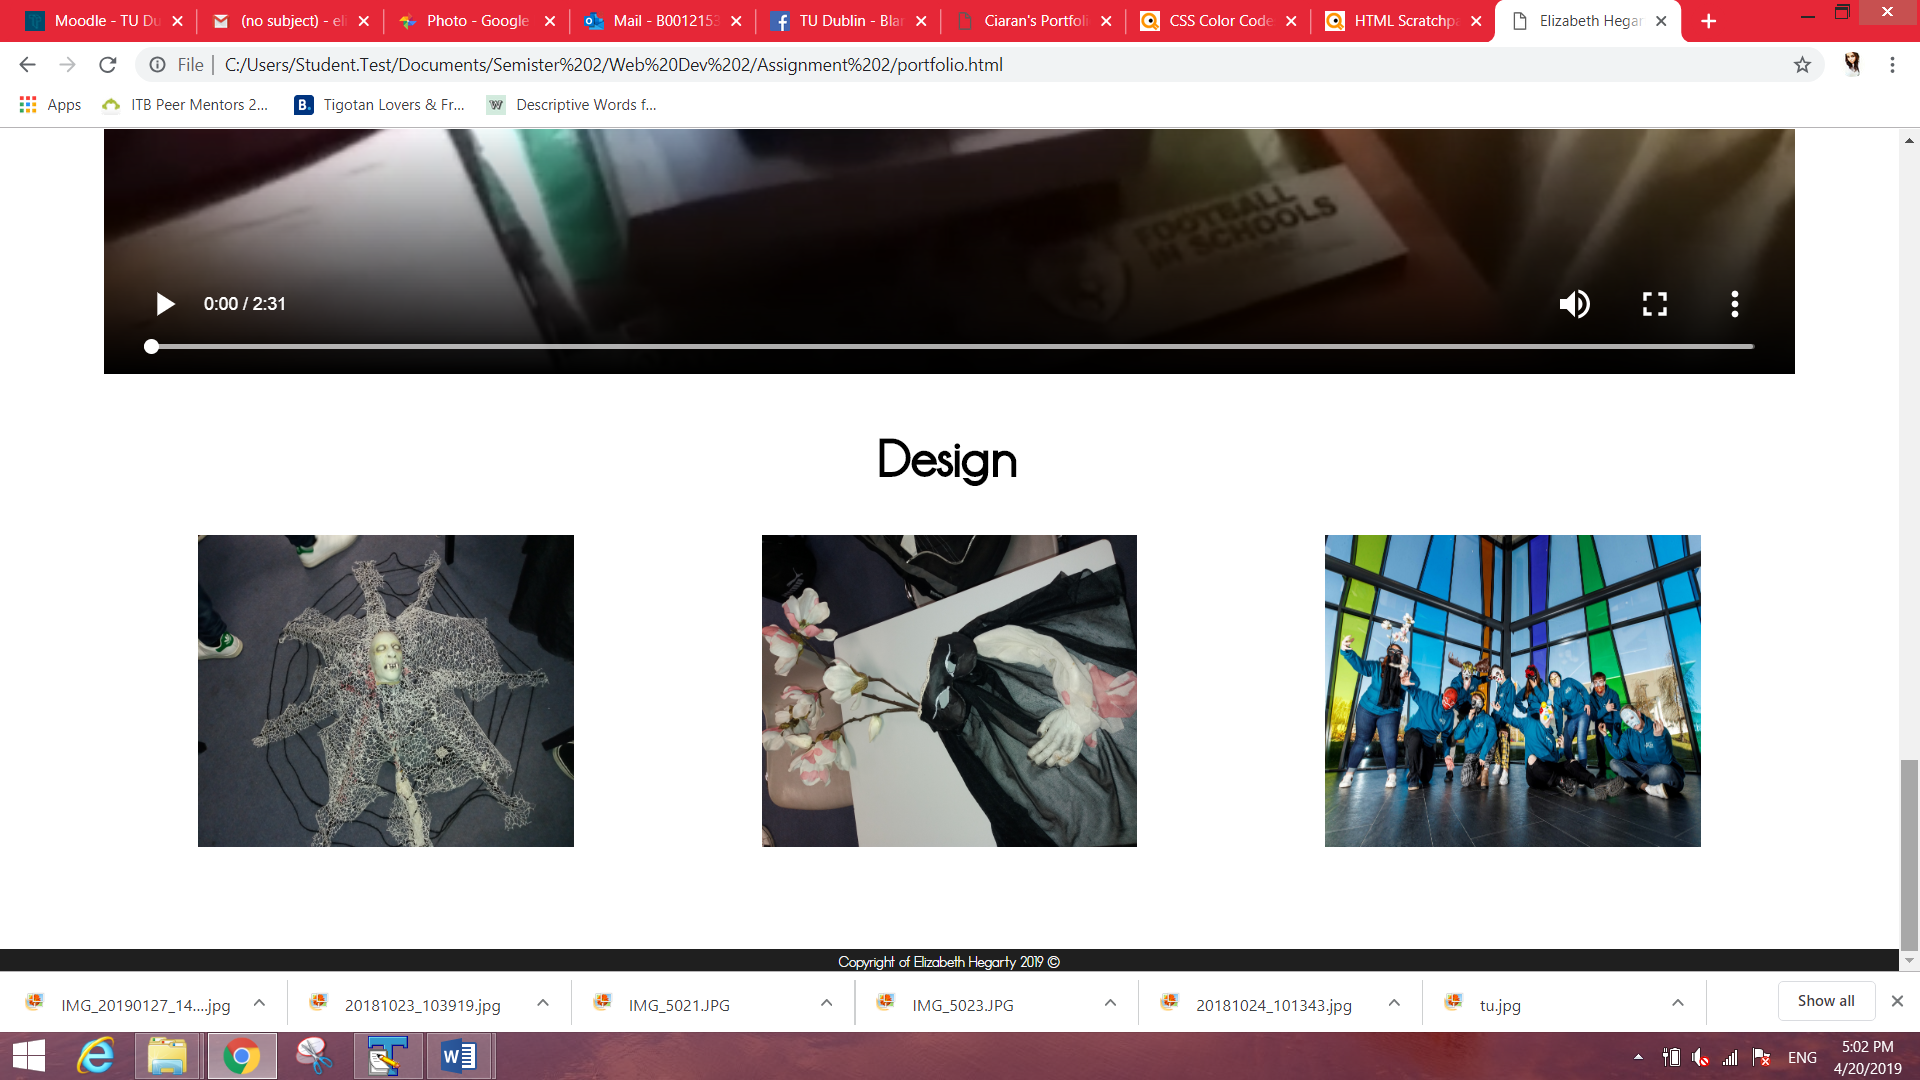 Moodle - TU Du
(no subject) - eli
Photo - Google
Mail - B0012153
TU Dublin - Blan
Ciaran's Portfoli
CSS Color Code
HTML Scratchpa
Elizabeth Hegar
File
C:/Users/Student.Test/Documents/Semister%202/Web%20Dev%202/Assignment%202/portfolio.html
Apps
ITB Peer Mentors 2...
B.
Tigotan Lovers & Fr...
W
Descriptive Words f...
FOOTBALL
IN SCHOOLS
0:00 / 2:31
Design
Copyright of Elizabeth Hegarty 2019 ©
IMG_20190127_14....jpg
20181023_103919.jpg
IMG_5021.JPG
IMG_5023.JPG
20181024_101343.jpg
tu.jpg
Show all
ENG
5:02 PM
4/20/2019